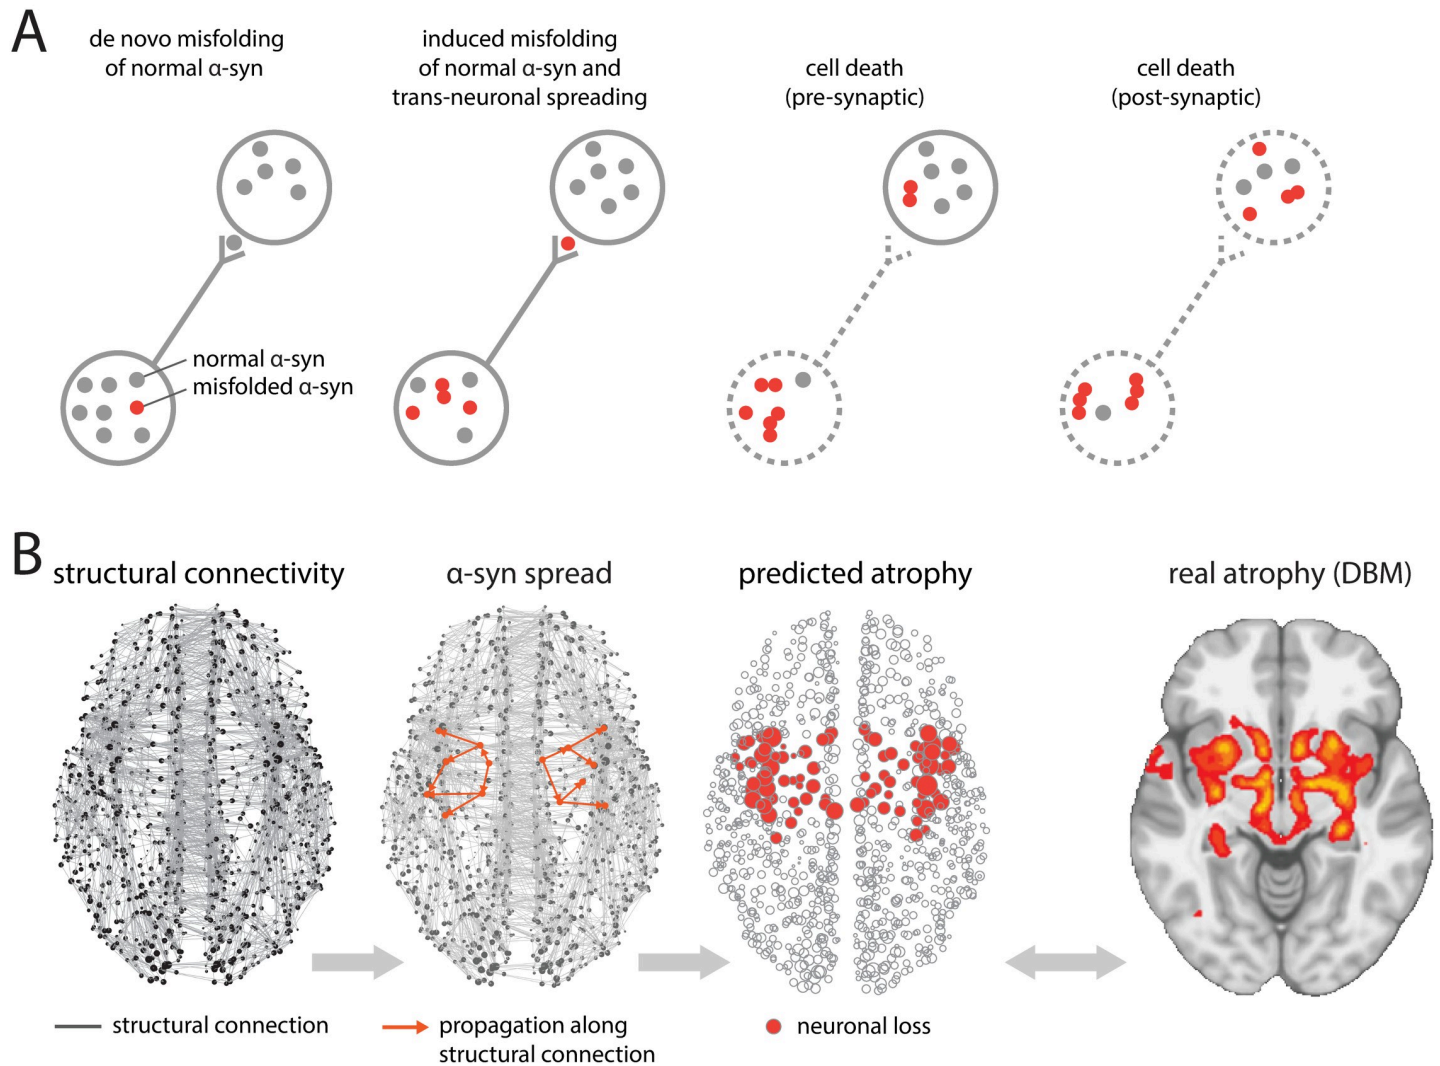 A
de novo misfolding
of normal α-syn
induced misfolding
of normal α-syn and
trans-neuronal spreading
cell death
(pre-synaptic)
cell death
(post-synaptic)
normal α-syn
misfolded α-syn
B
structural connectivity
α-syn spread
predicted atrophy
real atrophy (DBM)
structural connection
propagation along
structural connection
neuronal loss